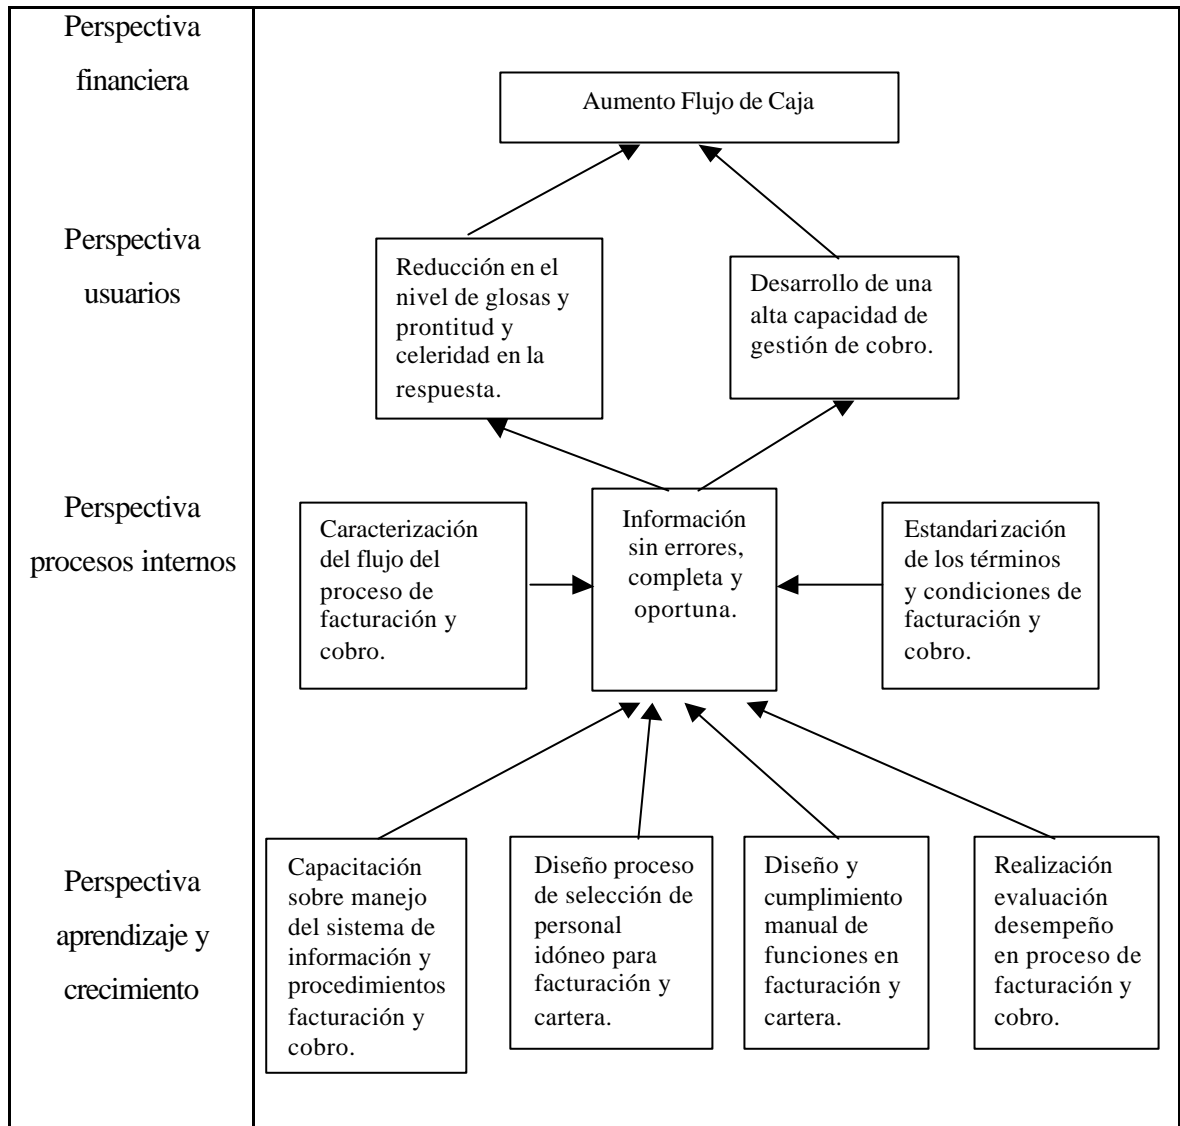 Perspectiva
financiera
Aumento Flujo de Caja
Perspectiva
usuarios
Reducción en el
nivel de glosas y
prontitud y
celeridad en la
respuesta.
Desarrollo de una
alta capacidad de
gestión de cobro.
Perspectiva
procesos internos
Caracterización
del flujo del
proceso de
facturación y
cobro.
Información
sin errores,
completa y
oportuna.
Estandarización
de los términos
y condiciones de
facturación y
cobro.
Perspectiva
aprendizaje y
crecimiento
Capacitación
sobre manejo
del sistema de
información y
procedimientos
facturación y
cobro.
Diseño proceso
de selección de
personal
idóneo para
facturación y
cartera.
Diseño y
cumplimiento
manual de
funciones en
facturación y
cartera.
Realización
evaluación
desempeño
en proceso de
facturación y
cobro.